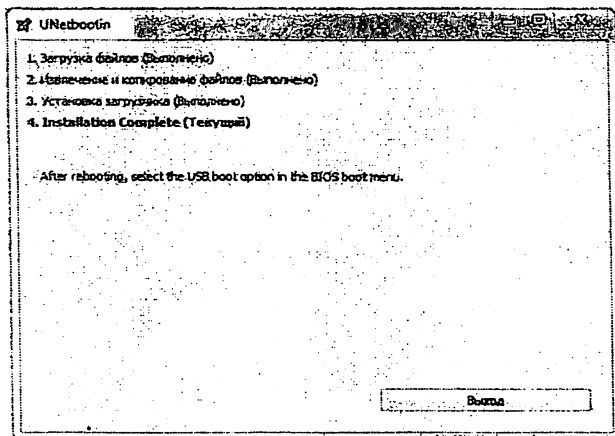 UNetbootin
1. Загрузка файлов (Выполнено)
2. Извлечение и копирование файлов (Выполнено)
3. Установка загрузчика (Выполнено)
4. Installation Complete (Текущий)
After rebooting, select the USB boot option in the BIOS boot menu.
Выход